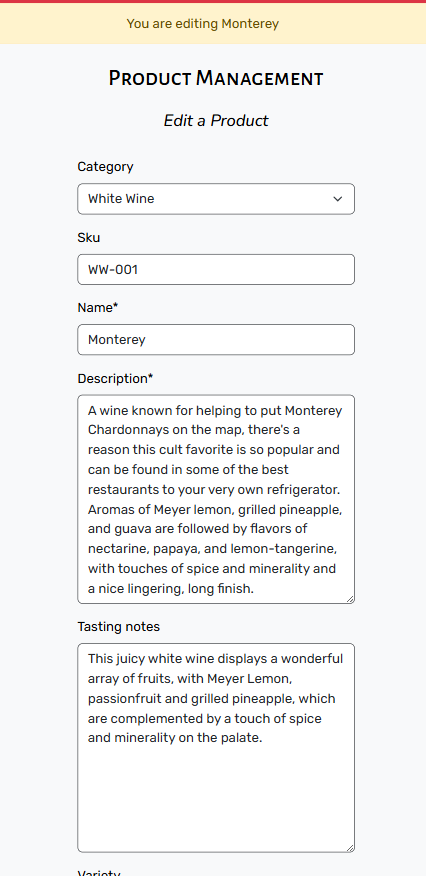 You are editing Monterey
Product Management
Edit a Product
Category
White Wine
Sku
WW-001
Name*
Monterey
Description*
A wine known for helping to put Monterey
Chardonnays on the map, there's a
reason this cult favorite is so popular and
can be found in some of the best
restaurants to your very own refrigerator.
Aromas of Meyer lemon, grilled pineapple,
and guava are followed by flavors of
nectarine, papaya, and lemon-tangerine,
with touches of spice and minerality and
a nice lingering, long finish.
Tasting notes
This juicy white wine displays a wonderful
array of fruits, with Meyer Lemon,
passionfruit and grilled pineapple, which
are complemented by a touch of spice
and minerality on the palate.
Variety